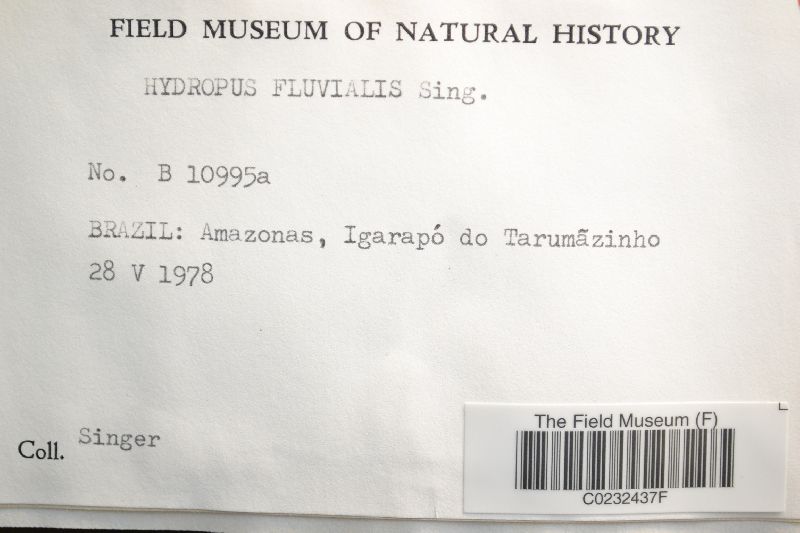 FIELD MUSEUM OF NATURAL HISTORY
HYDROPUS FLUVIALIS Sing.
No. B 10995a
BRAZIL: Amazonas, Igarapó do Tarumãzinho
28 V 1978
Coll. Singer
The Field Museum (F)
C0232437F